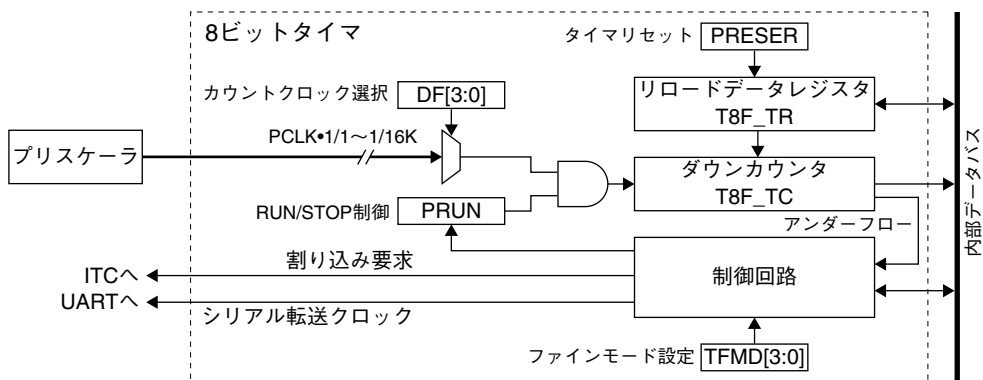 8ビットタイマ
タイマリセット PRESER
カウントクロック選択 DF[3:0]
リロードデータレジスタ
T8F_TR
PCLK•1/1〜1/16K
プリスケーラ
ダウンカウンタ
T8F_TC
RUN/STOP制御 PRUN
アンダーフロー
内部データバス
割り込み要求
制御回路
ITCへ
UARTへ
シリアル転送クロック
ファインモード設定 TFMD[3:0]